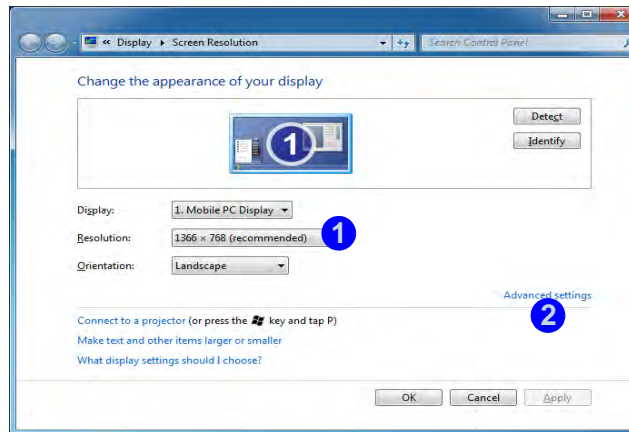 « Display ▸ Screen Resolution Search Control Panel
Change the appearance of your display
1
Detect
Identify
Display: 1. Mobile PC Display
Resolution: 1366 × 768 (recommended) 1
Orientation: Landscape
Advanced settings
2
Connect to a projector (or press the key and tap P)
Make text and other items larger or smaller
What display settings should I choose?
OK Cancel Apply